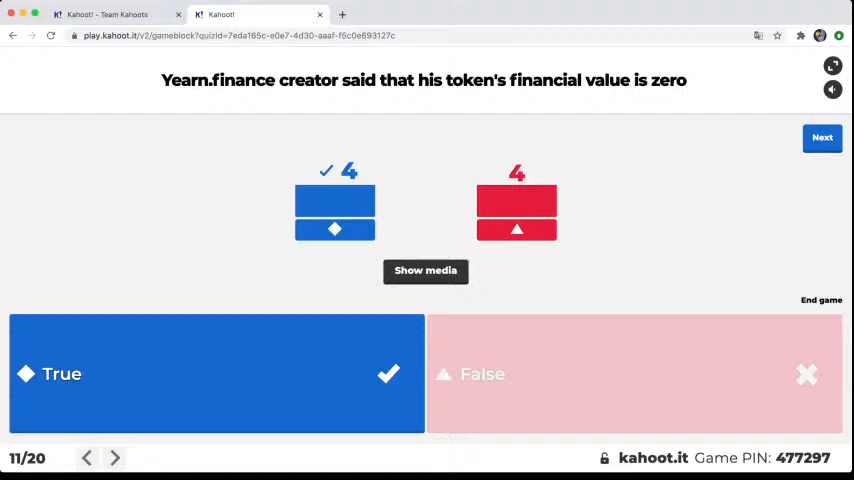 K! Kahoot! - Team Kahoots
K! Kahoot!
play.kahoot.it/v2/gameblock?quizId=7eda165c-e0e7-4d30-aaaf-f5c0e693127c
Yearn.finance creator said that his token's financial value is zero
Next
4
4
Show media
End game
True
False
11/20
kahoot.it Game PIN: 477297